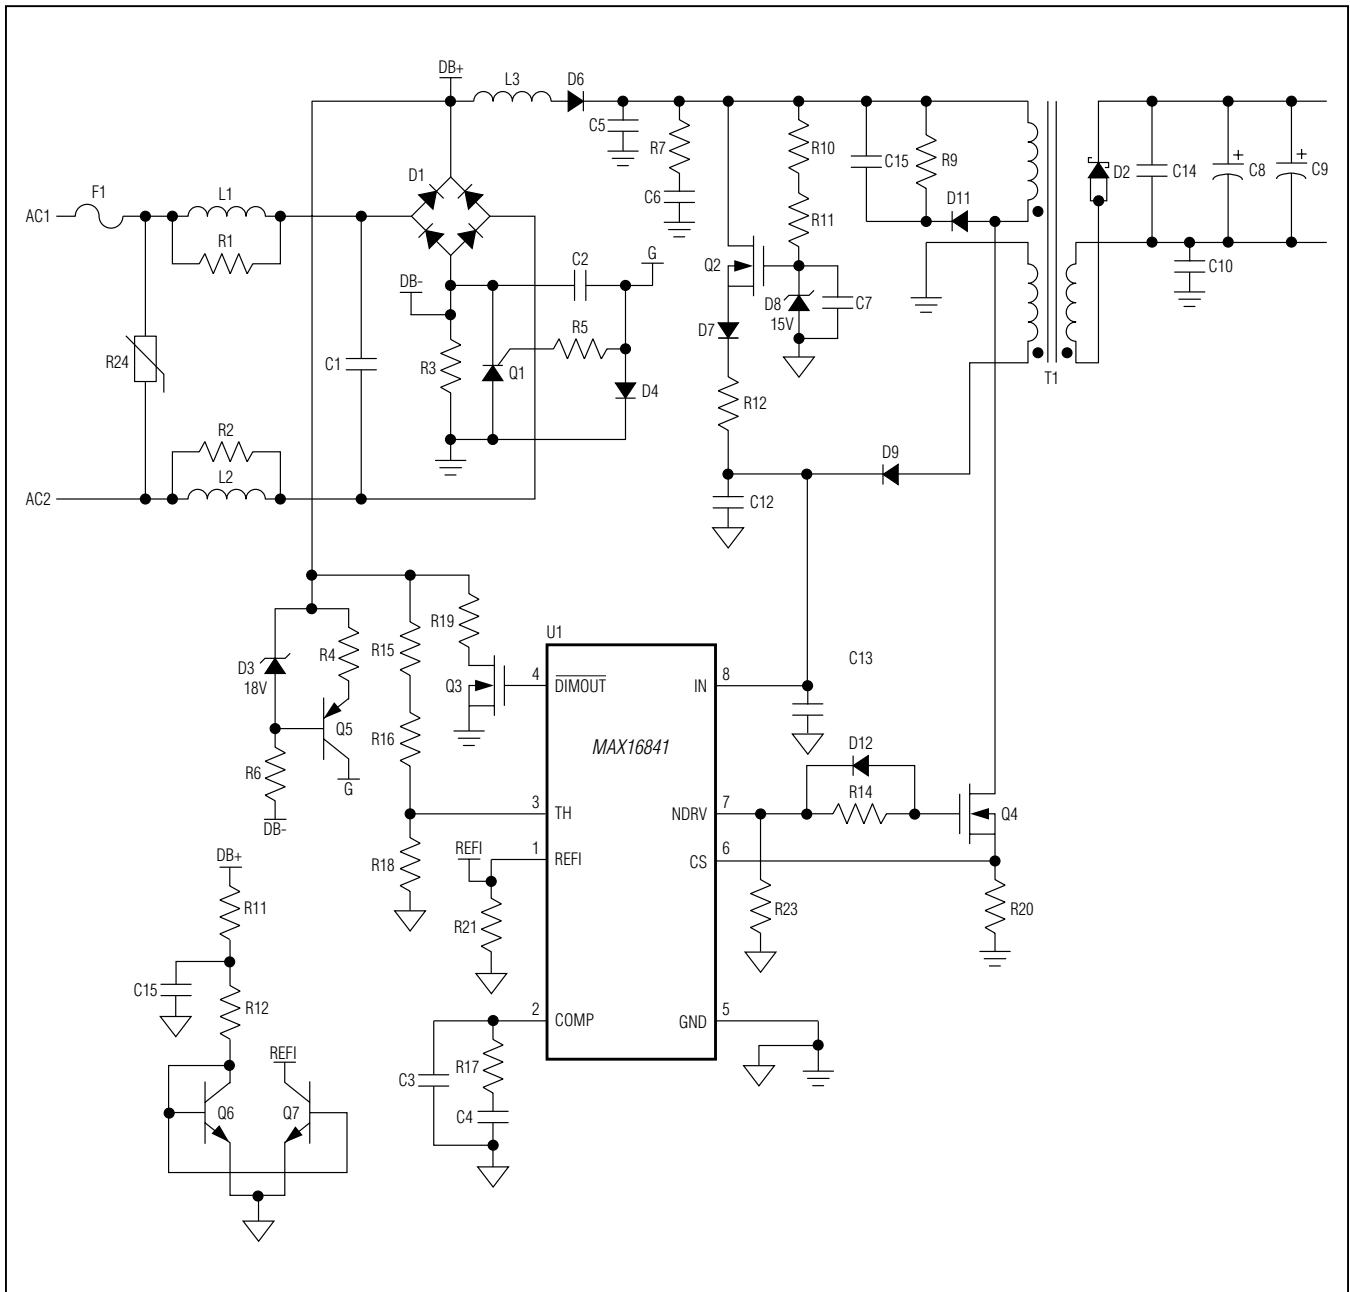 DB+
L3
D6
C5
R7
C6
R10
R11
C15
R9
D11
D2
C14
+
C8
+
C9
F1
AC1
L1
R1
D1
C2
G
DB-
R5
Q2
D8
15V
C7
C10
D7
R24
C1
R3
Q1
D4
R12
T1
R2
L2
AC2
D9
C12
R19
R15
R4
D3
18V
Q5
R6
G
DB-
R16
Q3
U1
4
DIMOUT
IN
8
C13
MAX16841
D12
R14
3
TH
NDRV
7
Q4
1
REFI
CS
6
REFI
R18
R21
R23
R20
DB+
R11
C15
R12
2
COMP
GND
5
REFI
Q6
Q7
C3
R17
C4